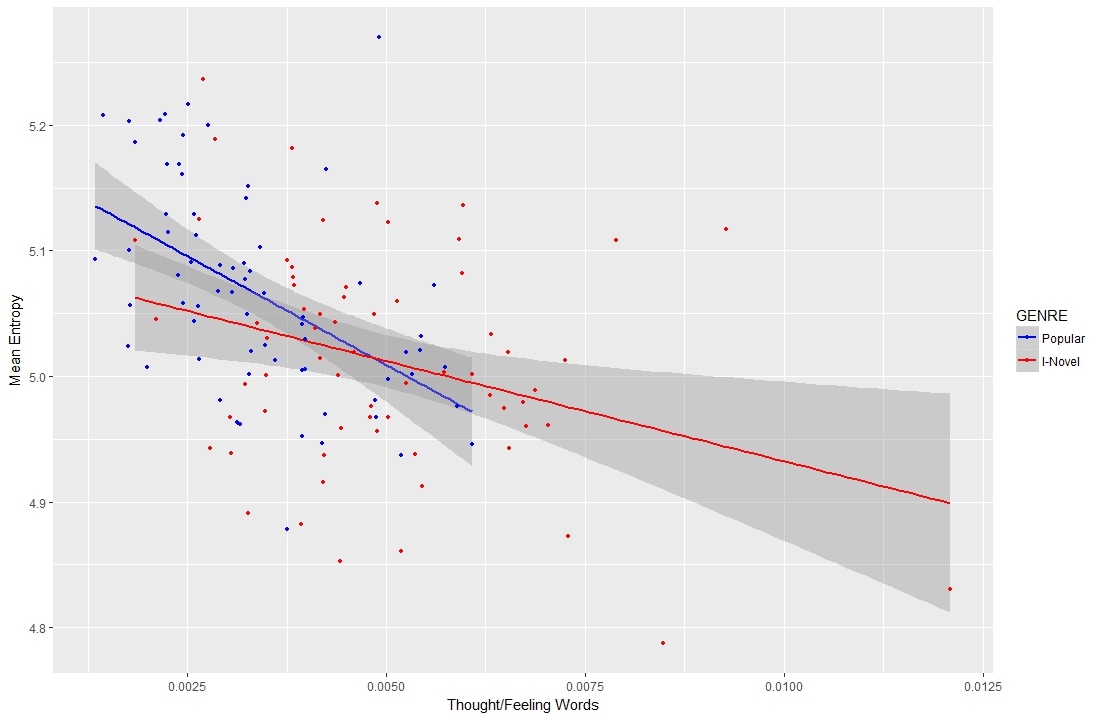 Mean Entropy
5.2
5.1
5.0
4.9
4.8
0.0025 0.0050 0.0075 0.0100 0.0125
Thought/Feeling Words
GENRE
Popular
I-Novel